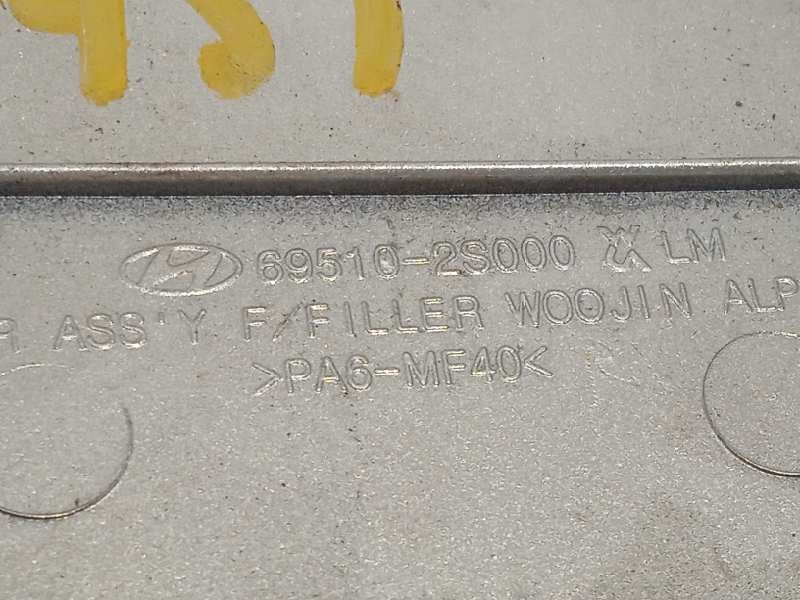 69510-2S000 LM
R ASS'Y F/FILLER WOOJIN ALP
>PA6-MF40<